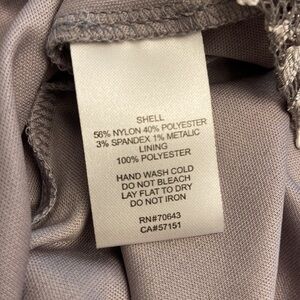 SHELL
56% NYLON 40% POLYESTER
3% SPANDEX 1% METALIC
LINING
100% POLYESTER
HAND WASH COLD
DO NOT BLEACH
LAY FLAT TO DRY
DO NOT IRON
RN#70643
CA#57151